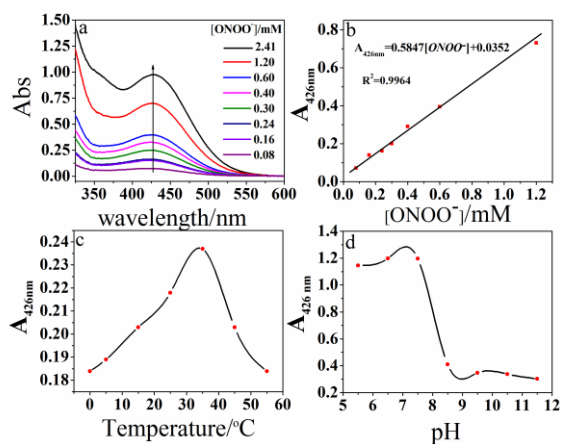 a
[ONOO⁻]/mM
2.41
1.20
0.60
0.40
0.30
0.24
0.16
0.08
Abs
1.50
1.25
1.00
0.75
0.50
0.25
0.00
350 400 450 500 550 600
wavelength/nm
b
A426nm=0.5847[ONOO⁻]+0.0352
R²=0.9964
A426nm
0.8
0.6
0.4
0.2
0.0
0.0 0.2 0.4 0.6 0.8 1.0 1.2
[ONOO⁻]/mM
c
A426nm
0.24
0.23
0.22
0.21
0.20
0.19
0.18
0 10 20 30 40 50 60
Temperature/°C
d
A426 nm
1.4
1.2
1.0
0.8
0.6
0.4
0.2
5 6 7 8 9 10 11 12
pH